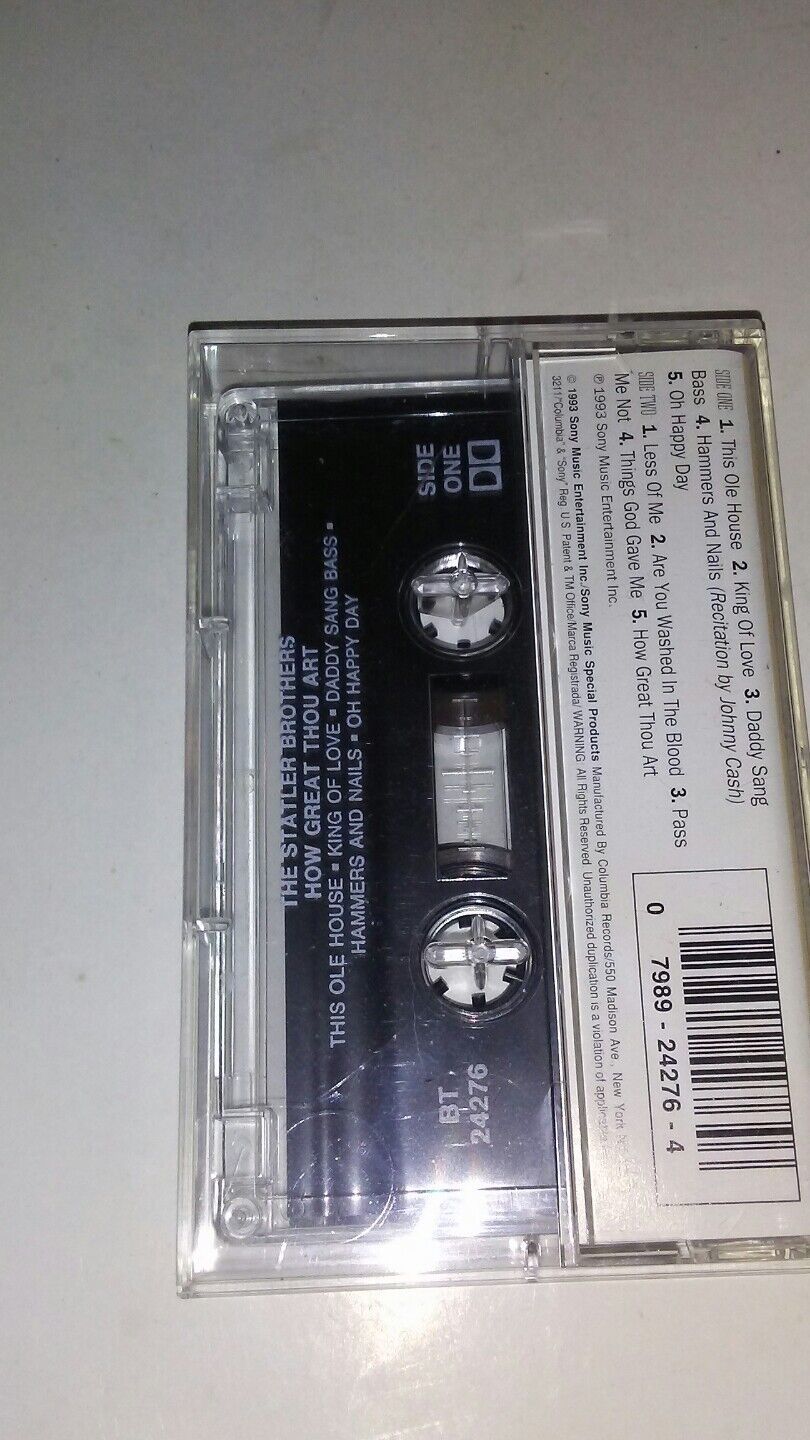 SIDE ONE 1. This Ole House 2. King Of Love 3. Daddy Sang
Bass 4. Hammers And Nails (Recitation by Johnny Cash)
5. Oh Happy Day
SIDE TWO 1. Less Of Me 2. Are You Washed In The Blood 3. Pass
Me Not 4. Things God Gave Me 5. How Great Thou Art
℗ 1993 Sony Music Entertainment Inc.
© 1993 Sony Music Entertainment Inc./Sony Music Special Products Manufactured By Columbia Records/550 Madison Ave., New York
3211/"Columbia" & "Sony" Reg. U S Patent & TM Office/Marca Registrada/ WARNING All Rights Reserved Unauthorized duplication is a violation of
0 7989 - 24276 - 4
SIDE
ONE
THE STATLER BROTHERS
HOW GREAT THOU ART
THIS OLE HOUSE ▪ KING OF LOVE ▪ DADDY SANG BASS ▪
HAMMERS AND NAILS ▪ OH HAPPY DAY
BT
24276